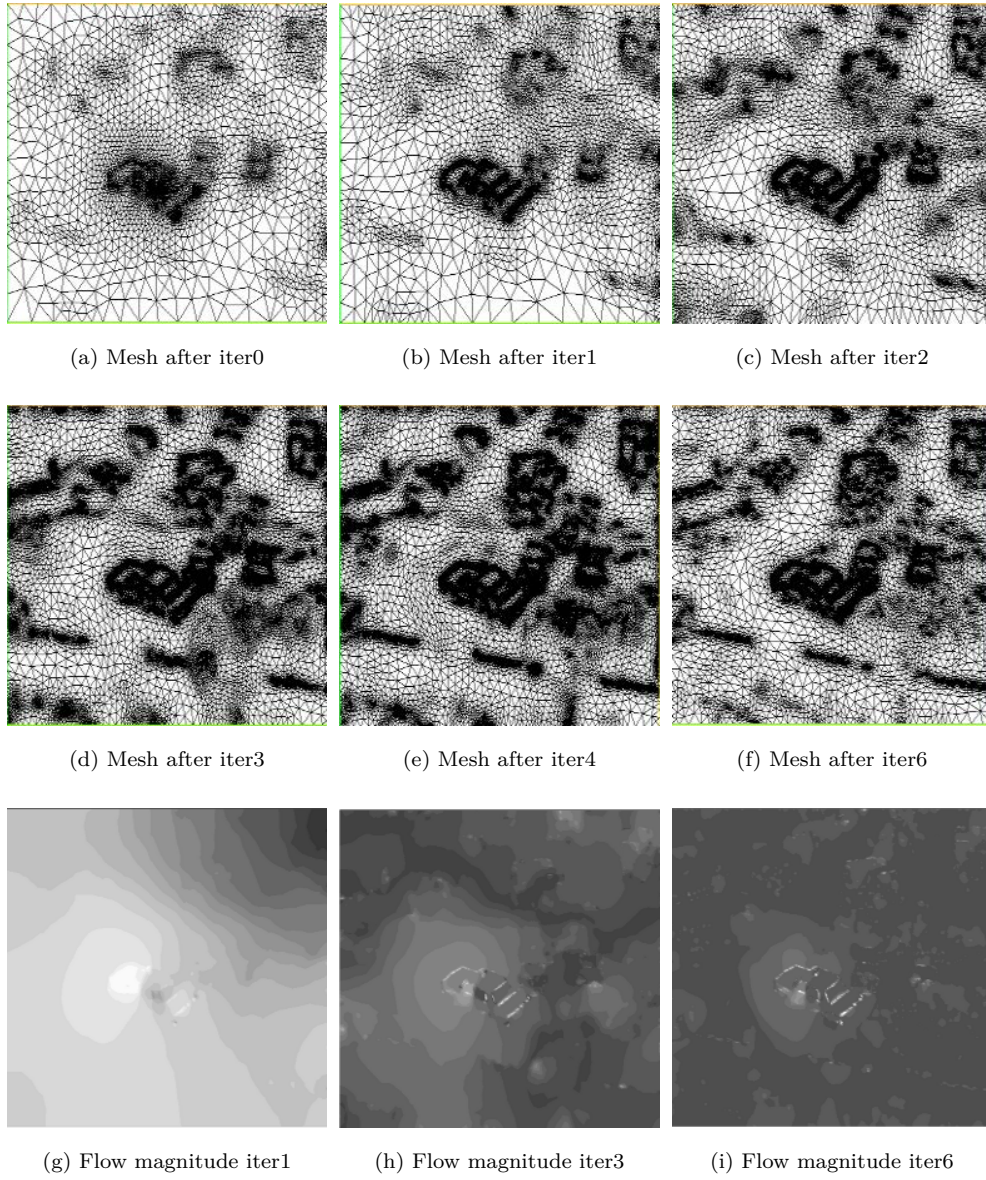 (a) Mesh after iter0
(b) Mesh after iter1
(c) Mesh after iter2
(d) Mesh after iter3
(e) Mesh after iter4
(f) Mesh after iter6
(g) Flow magnitude iter1
(h) Flow magnitude iter3
(i) Flow magnitude iter6